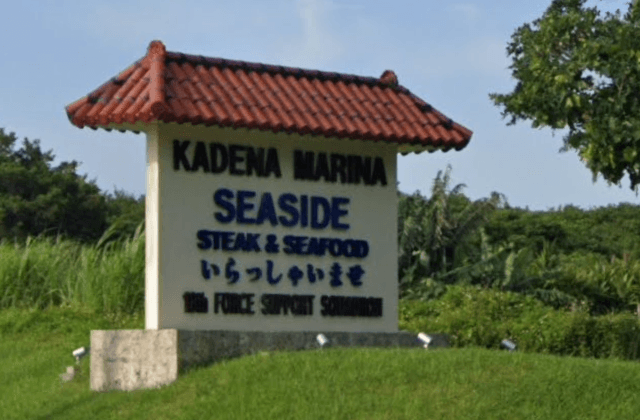 KADENA MARINA
SEASIDE
STEAK & SEAFOOD
いらっしゃいませ
18th FORCE SUPPORT SQUADRON